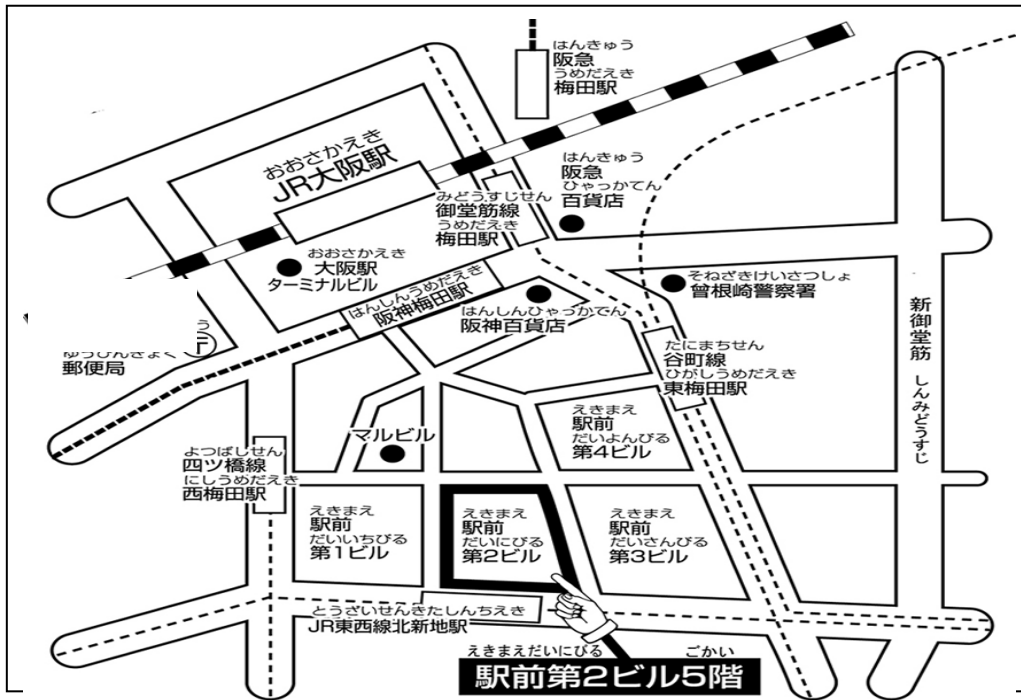 はんきゅう
阪急
うめだえき
梅田駅
おおさかえき
JR大阪駅
はんきゅう
阪急
ひゃっかてん
百貨店
みどうすじせん
御堂筋線
うめだえき
梅田駅
おおさかえき
大阪駅
ターミナルビル
はんしんうめだえき
阪神梅田駅
はんしんひゃっかてん
阪神百貨店
そねざきけいさつしょ
曾根崎警察署
新御堂筋 しんみどうすじ
う
ゆうびんきょく
郵便局
たにまちせん
谷町線
ひがしうめだえき
東梅田駅
えきまえ
駅前
だいよんびる
第4ビル
マルビル
よつばしせん
四ツ橋線
にしうめだえき
西梅田駅
えきまえ
駅前
だいいちびる
第1ビル
えきまえ
駅前
だいにびる
第2ビル
えきまえ
駅前
だいさんびる
第3ビル
とうざいせんきたしんちえき
JR東西線北新地駅
えきまえだいにびる ごかい
駅前第2ビル5階